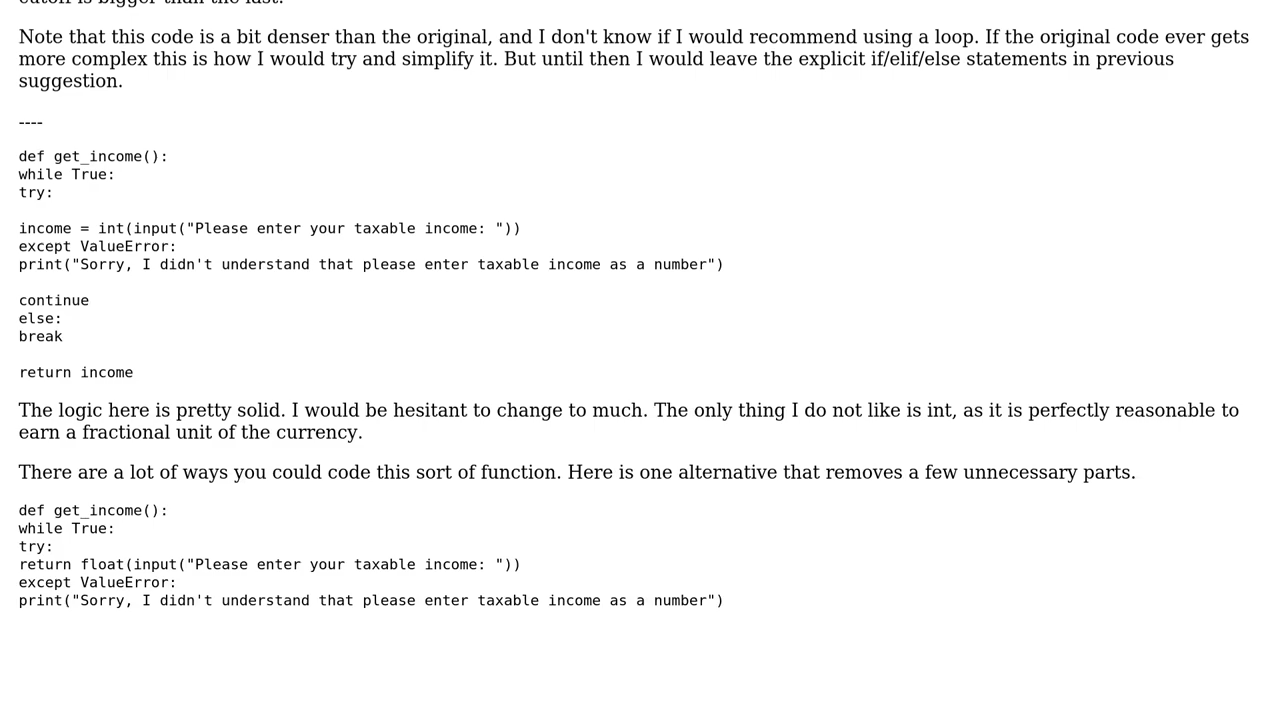 cutoff is bigger than the last.
Note that this code is a bit denser than the original, and I don't know if I would recommend using a loop. If the original code ever gets
more complex this is how I would try and simplify it. But until then I would leave the explicit if/elif/else statements in previous
suggestion.
----
def get_income():
while True:
try:
income = int(input("Please enter your taxable income: "))
except ValueError:
print("Sorry, I didn't understand that please enter taxable income as a number")
continue
else:
break
return income
The logic here is pretty solid. I would be hesitant to change to much. The only thing I do not like is int, as it is perfectly reasonable to
earn a fractional unit of the currency.
There are a lot of ways you could code this sort of function. Here is one alternative that removes a few unnecessary parts.
def get_income():
while True:
try:
return float(input("Please enter your taxable income: "))
except ValueError:
print("Sorry, I didn't understand that please enter taxable income as a number")